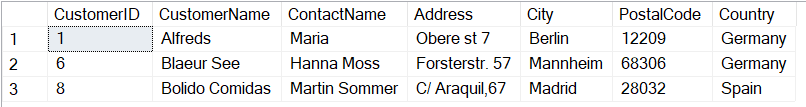 CustomerID CustomerName ContactName Address City PostalCode Country
1 1 Alfreds Maria Obere st 7 Berlin 12209 Germany
2 6 Blaeur See Hanna Moss Forsterstr. 57 Mannheim 68306 Germany
3 8 Bolido Comidas Martin Sommer C/ Araquil,67 Madrid 28032 Spain